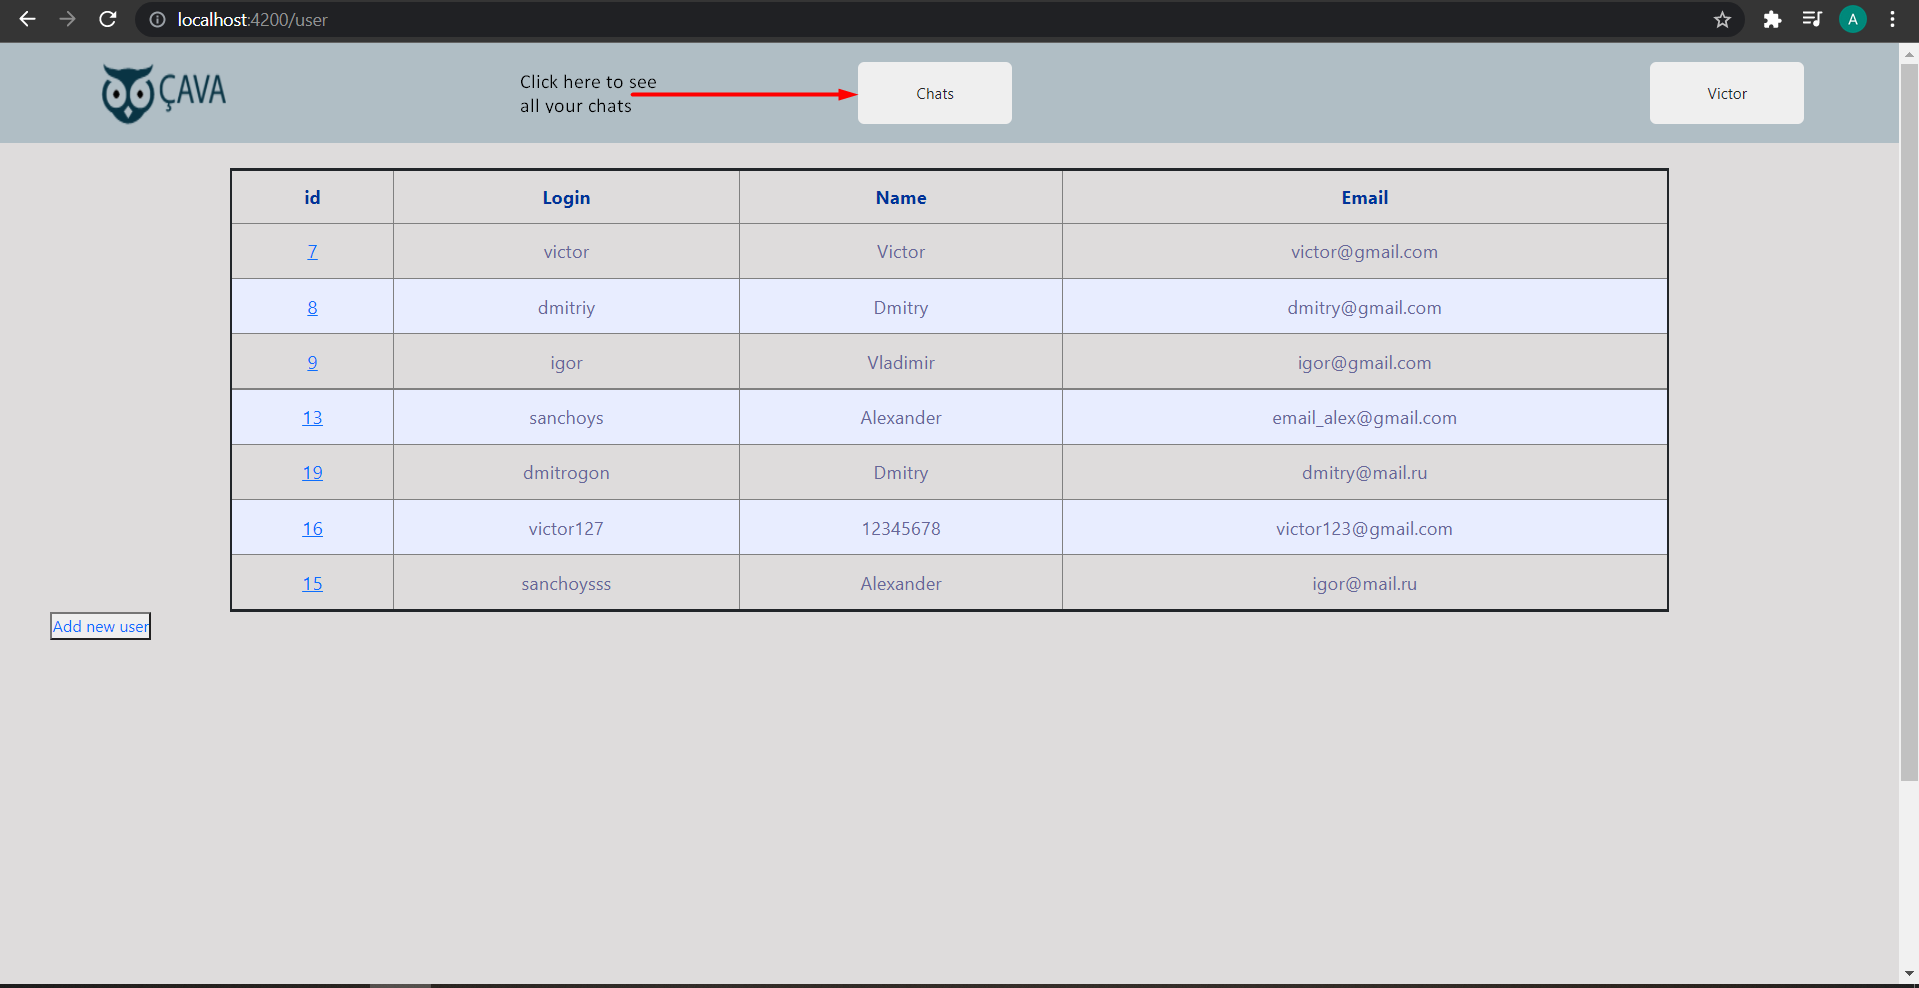 localhost:4200/user
A
ÇAVA
Click here to see
all your chats
Chats
Victor
id Login Name Email
7 victor Victor victor@gmail.com
8 dmitriy Dmitry dmitry@gmail.com
9 igor Vladimir igor@gmail.com
13 sanchoys Alexander email_alex@gmail.com
19 dmitrogon Dmitry dmitry@mail.ru
16 victor127 12345678 victor123@gmail.com
15 sanchoysss Alexander igor@mail.ru
Add new user